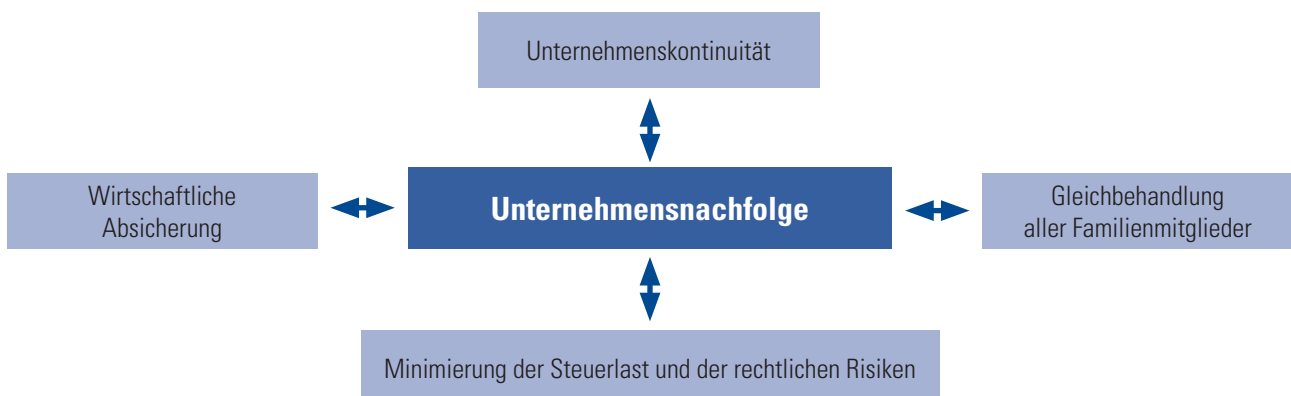 Unternehmenskontinuität
Wirtschaftliche
Absicherung
Unternehmensnachfolge
Gleichbehandlung
aller Familienmitglieder
Minimierung der Steuerlast und der rechtlichen Risiken